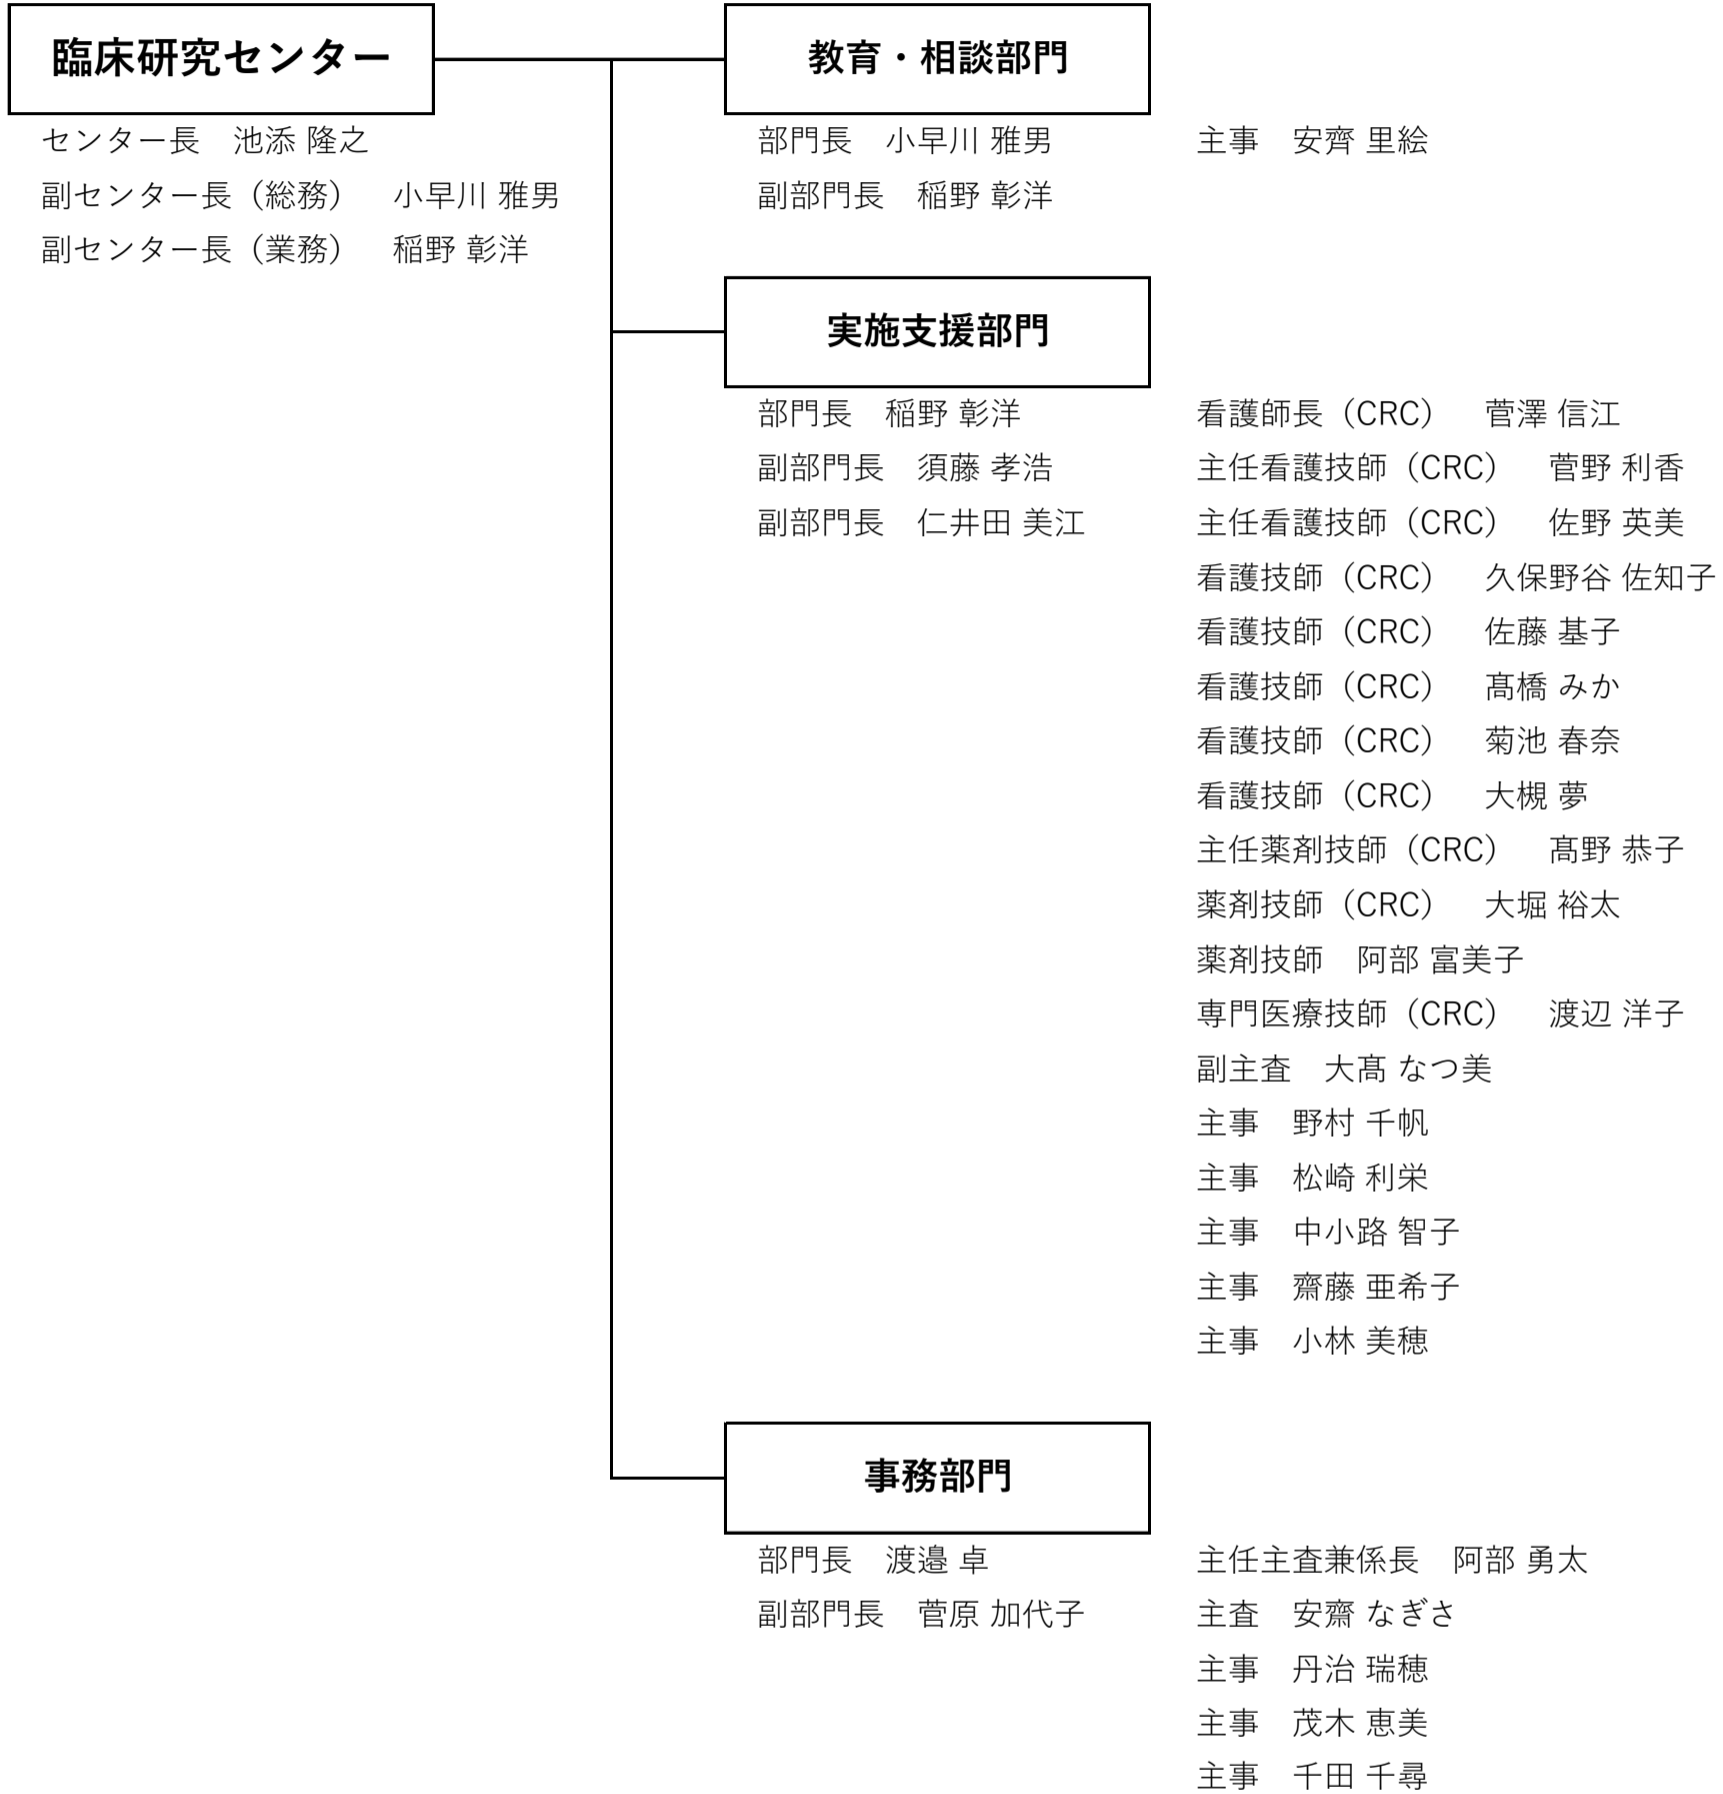 臨床研究センター
センター長　池添 隆之
副センター長（総務）　小早川 雅男
副センター長（業務）　稲野 彰洋
教育・相談部門
部門長　小早川 雅男
副部門長　稲野 彰洋
主事　安齊 里絵
実施支援部門
部門長　稲野 彰洋
副部門長　須藤 孝浩
副部門長　仁井田 美江
看護師長（CRC）　菅澤 信江
主任看護技師（CRC）　菅野 利香
主任看護技師（CRC）　佐野 英美
看護技師（CRC）　久保野谷 佐知子
看護技師（CRC）　佐藤 基子
看護技師（CRC）　髙橋 みか
看護技師（CRC）　菊池 春奈
看護技師（CRC）　大槻 夢
主任薬剤技師（CRC）　髙野 恭子
薬剤技師（CRC）　大堀 裕太
薬剤技師　阿部 富美子
専門医療技師（CRC）　渡辺 洋子
副主査　大髙 なつ美
主事　野村 千帆
主事　松崎 利栄
主事　中小路 智子
主事　齋藤 亜希子
主事　小林 美穂
事務部門
部門長　渡邉 卓
副部門長　菅原 加代子
主任主査兼係長　阿部 勇太
主査　安齋 なぎさ
主事　丹治 瑞穂
主事　茂木 恵美
主事　千田 千尋